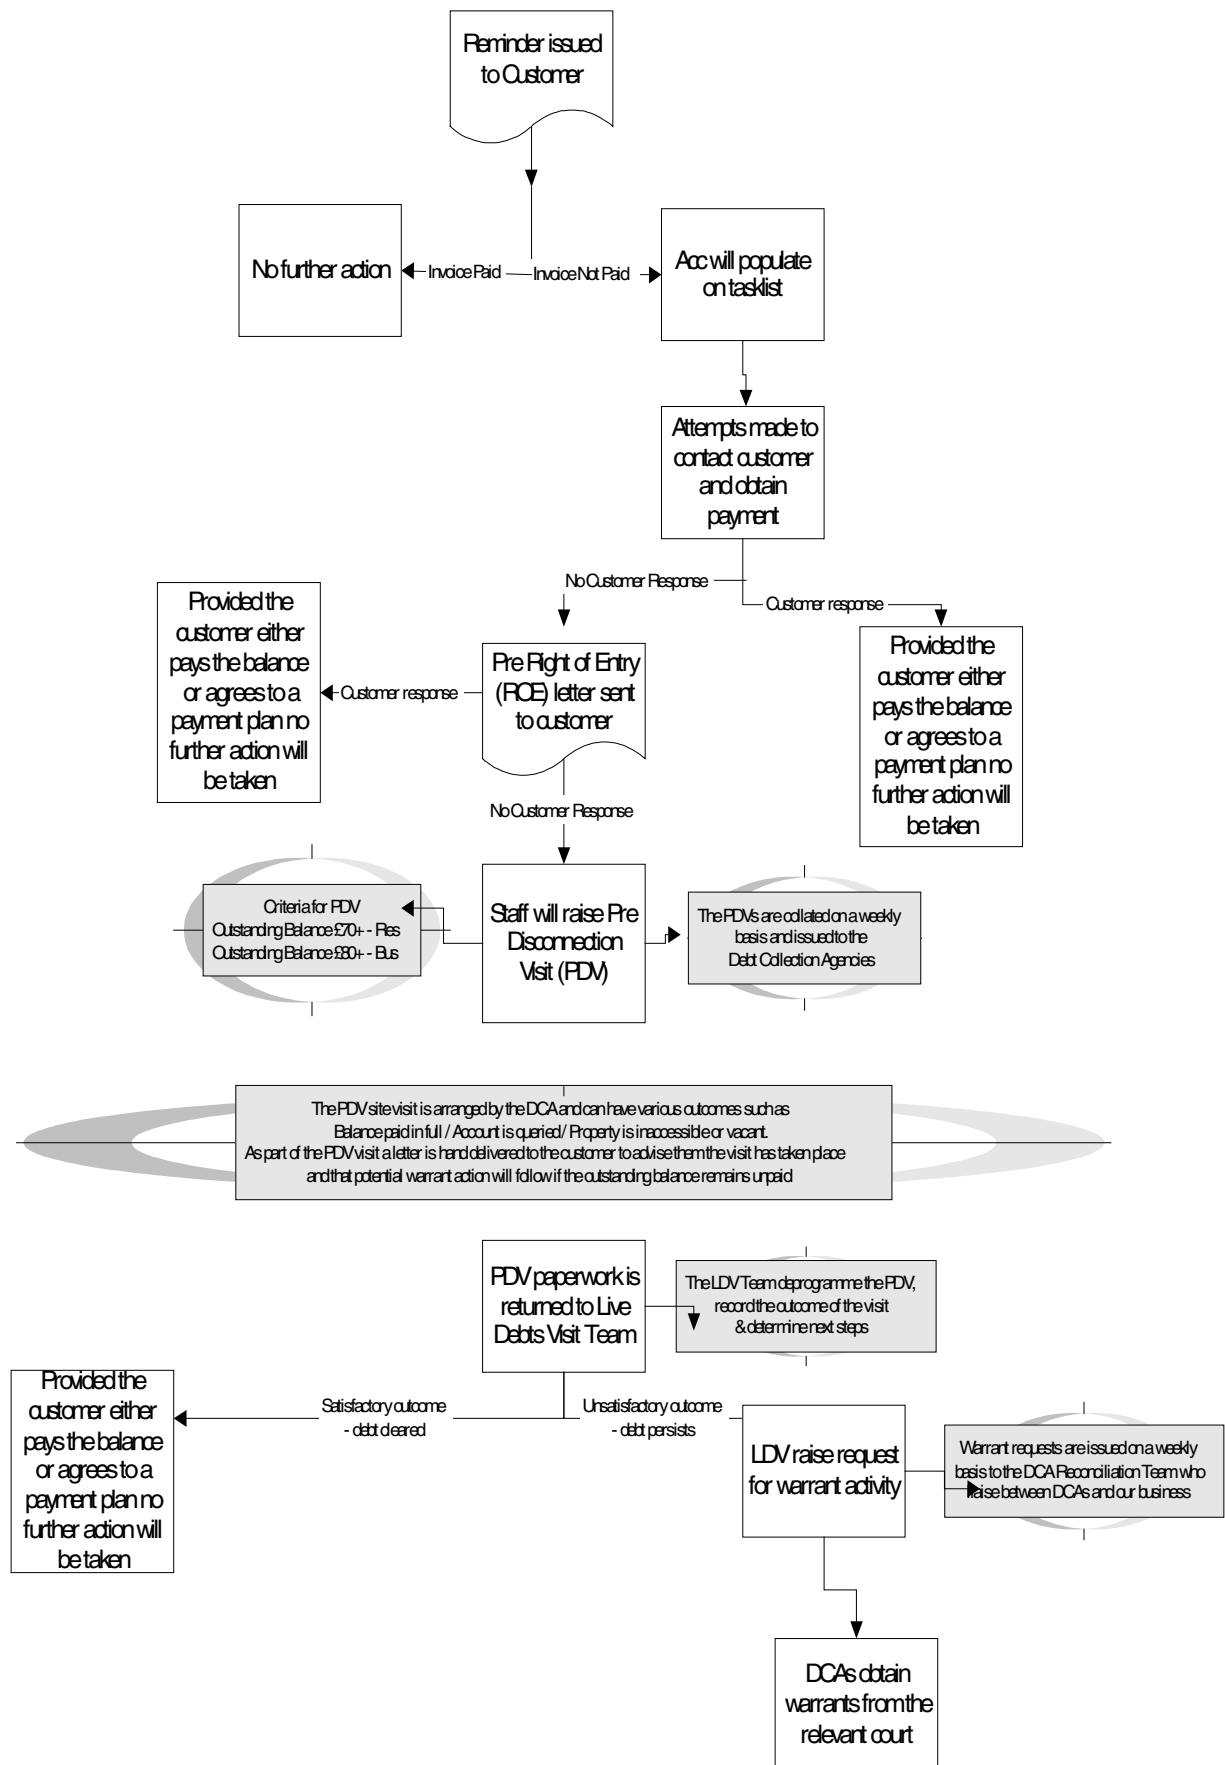 Reminder issued
to Customer
No further action
Invoice Paid
Invoice Not Paid
Acc will populate
on tasklist
Attempts made to
contact customer
and obtain
payment
No Customer Response
Customer response
Provided the
customer either
pays the balance
or agrees to a
payment plan no
further action will
be taken
Customer response
Pre Right of Entry
(ROE) letter sent
to customer
Provided the
customer either
pays the balance
or agrees to a
payment plan no
further action will
be taken
No Customer Response
Criteria for PDV
Outstanding Balance £70+ - Res
Outstanding Balance £80+ - Bus
Staff will raise Pre
Disconnection
Visit (PDV)
The PDVs are collated on a weekly
basis and issued to the
Debt Collection Agencies
The PDV site visit is arranged by the DCA and can have various outcomes such as
Balance paid in full / Account is queried / Property is inaccessible or vacant.
As part of the PDV visit a letter is hand delivered to the customer to advise them the visit has taken place
and that potential warrant action will follow if the outstanding balance remains unpaid
PDV paperwork is
returned to Live
Debts Visit Team
The LDV Team deprogramme the PDV,
record the outcome of the visit
& determine next steps
Provided the
customer either
pays the balance
or agrees to a
payment plan no
further action will
be taken
Satisfactory outcome
- debt cleared
Unsatisfactory outcome
- debt persists
LDV raise request
for warrant activity
Warrant requests are issued on a weekly
basis to the DCA Reconciliation Team who
liaise between DCAs and our business
DCAs obtain
warrants from the
relevant court